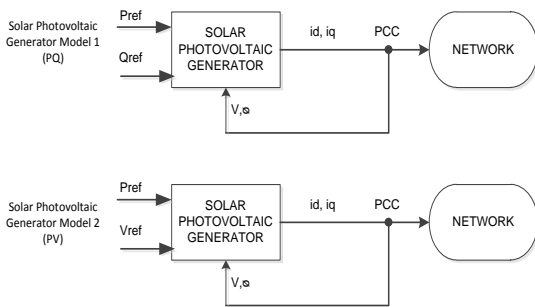 Solar Photovoltaic
Generator Model 1
(PQ)
Pref
Qref
SOLAR
PHOTOVOLTAIC
GENERATOR
id, iq
PCC
NETWORK
V,ø
Solar Photovoltaic
Generator Model 2
(PV)
Pref
Vref
SOLAR
PHOTOVOLTAIC
GENERATOR
id, iq
PCC
NETWORK
V,ø